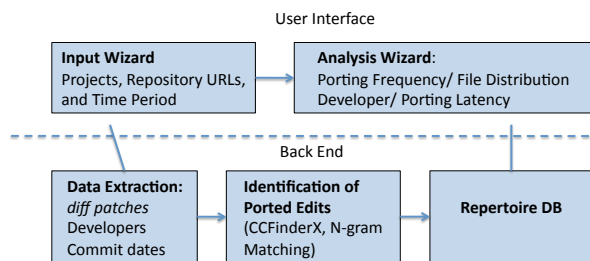 User Interface
Input Wizard
Projects, Repository URLs,
and Time Period
Analysis Wizard:
Porting Frequency/ File Distribution
Developer/ Porting Latency
Back End
Data Extraction:
diff patches
Developers
Commit dates
Identification of
Ported Edits
(CCFinderX, N-gram
Matching)
Repertoire DB